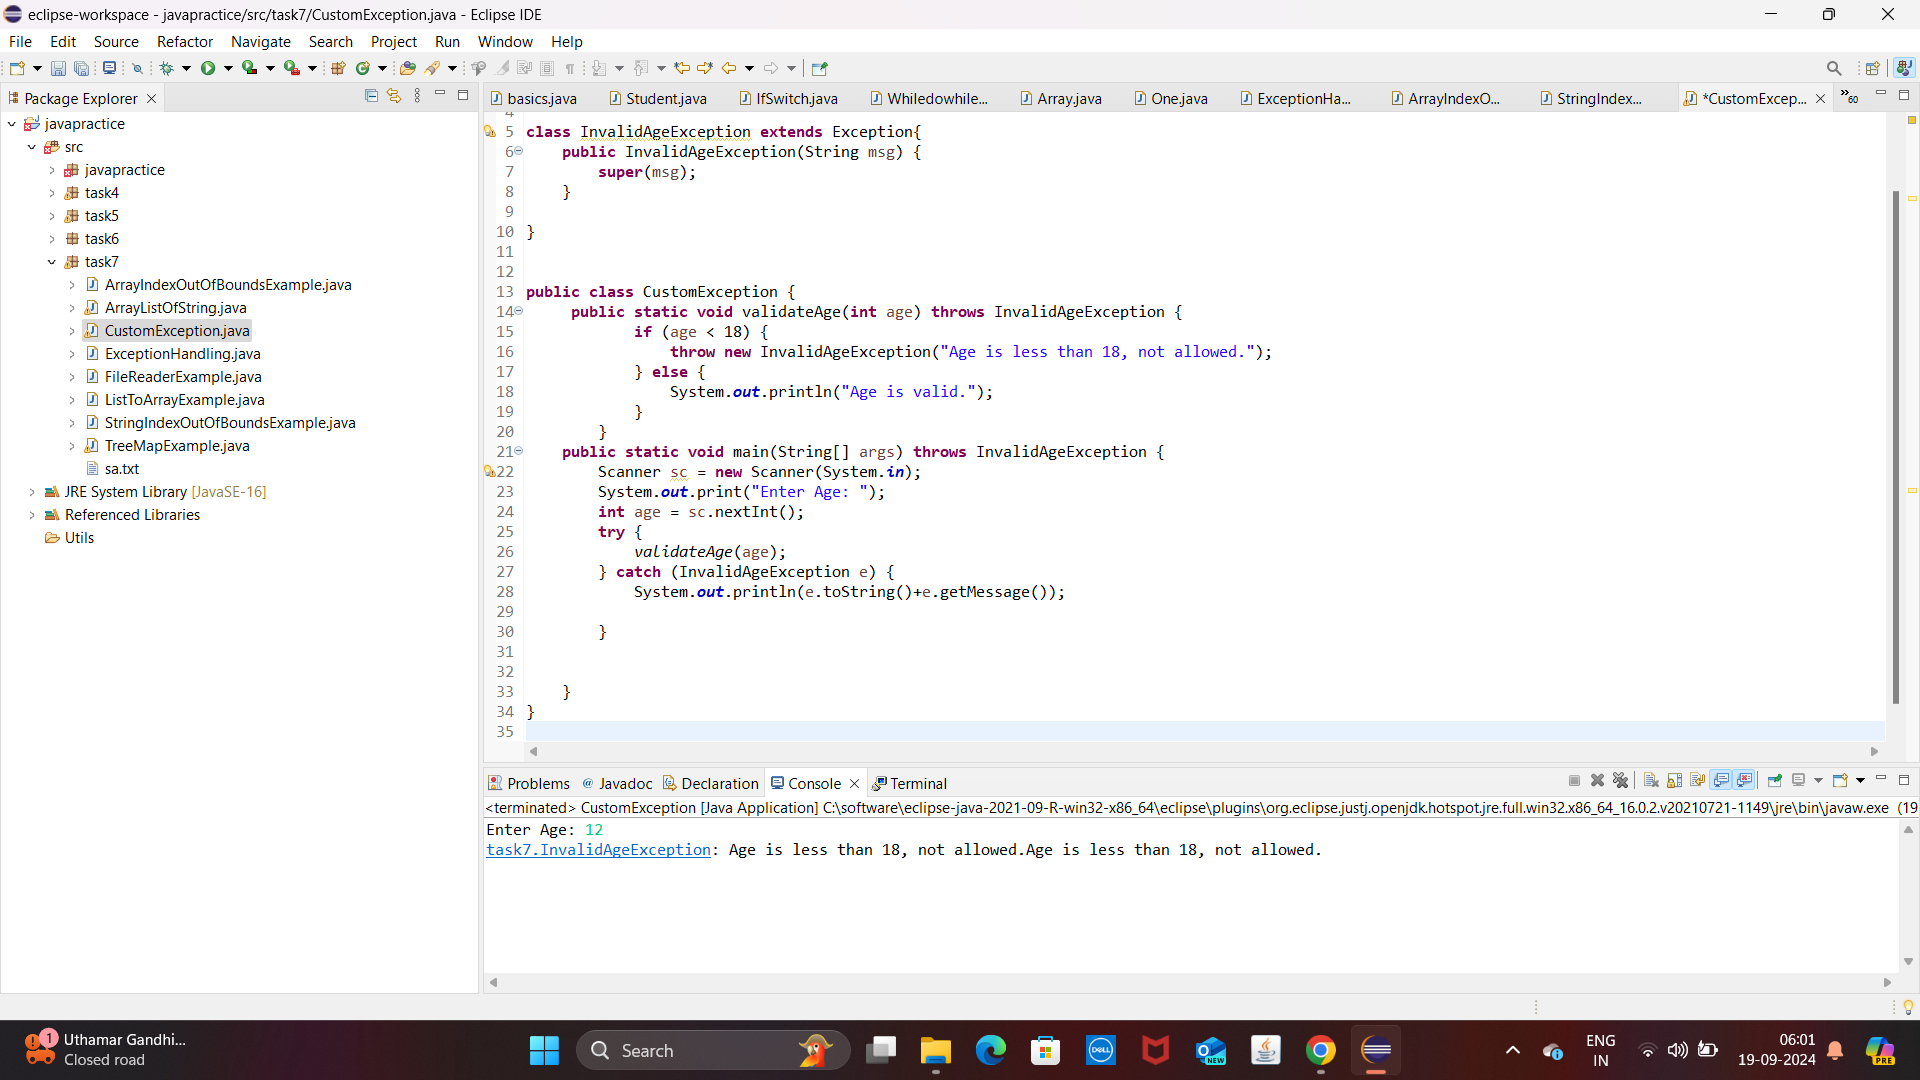 eclipse-workspace - javapractice/src/task7/CustomException.java - Eclipse IDE
File Edit Source Refactor Navigate Search Project Run Window Help
Package Explorer
javapractice
src
javapractice
task4
task5
task6
task7
ArrayIndexOutOfBoundsExample.java
ArrayListOfString.java
CustomException.java
ExceptionHandling.java
FileReaderExample.java
ListToArrayExample.java
StringIndexOutOfBoundsExample.java
TreeMapExample.java
sa.txt
JRE System Library [JavaSE-16]
Referenced Libraries
Utils
basics.java Student.java IfSwitch.java Whiledowhile... Array.java One.java ExceptionHa... ArrayIndexO... StringIndex... *CustomExcep... »60
4
5 class InvalidAgeException extends Exception{
6 public InvalidAgeException(String msg) {
7 super(msg);
8 }
9
10 }
11
12
13 public class CustomException {
14 public static void validateAge(int age) throws InvalidAgeException {
15 if (age < 18) {
16 throw new InvalidAgeException("Age is less than 18, not allowed.");
17 } else {
18 System.out.println("Age is valid.");
19 }
20 }
21 public static void main(String[] args) throws InvalidAgeException {
22 Scanner sc = new Scanner(System.in);
23 System.out.print("Enter Age: ");
24 int age = sc.nextInt();
25 try {
26 validateAge(age);
27 } catch (InvalidAgeException e) {
28 System.out.println(e.toString()+e.getMessage());
29
30 }
31
32
33 }
34 }
35
Problems Javadoc Declaration Console Terminal
<terminated> CustomException [Java Application] C:\software\eclipse-java-2021-09-R-win32-x86_64\eclipse\plugins\org.eclipse.justj.openjdk.hotspot.jre.full.win32.x86_64_16.0.2.v20210721-1149\jre\bin\javaw.exe (19
Enter Age: 12
task7.InvalidAgeException: Age is less than 18, not allowed.Age is less than 18, not allowed.
1
Uthamar Gandhi...
Closed road
Search
DELL
NEW
ENG
IN
06:01
19-09-2024
PRE